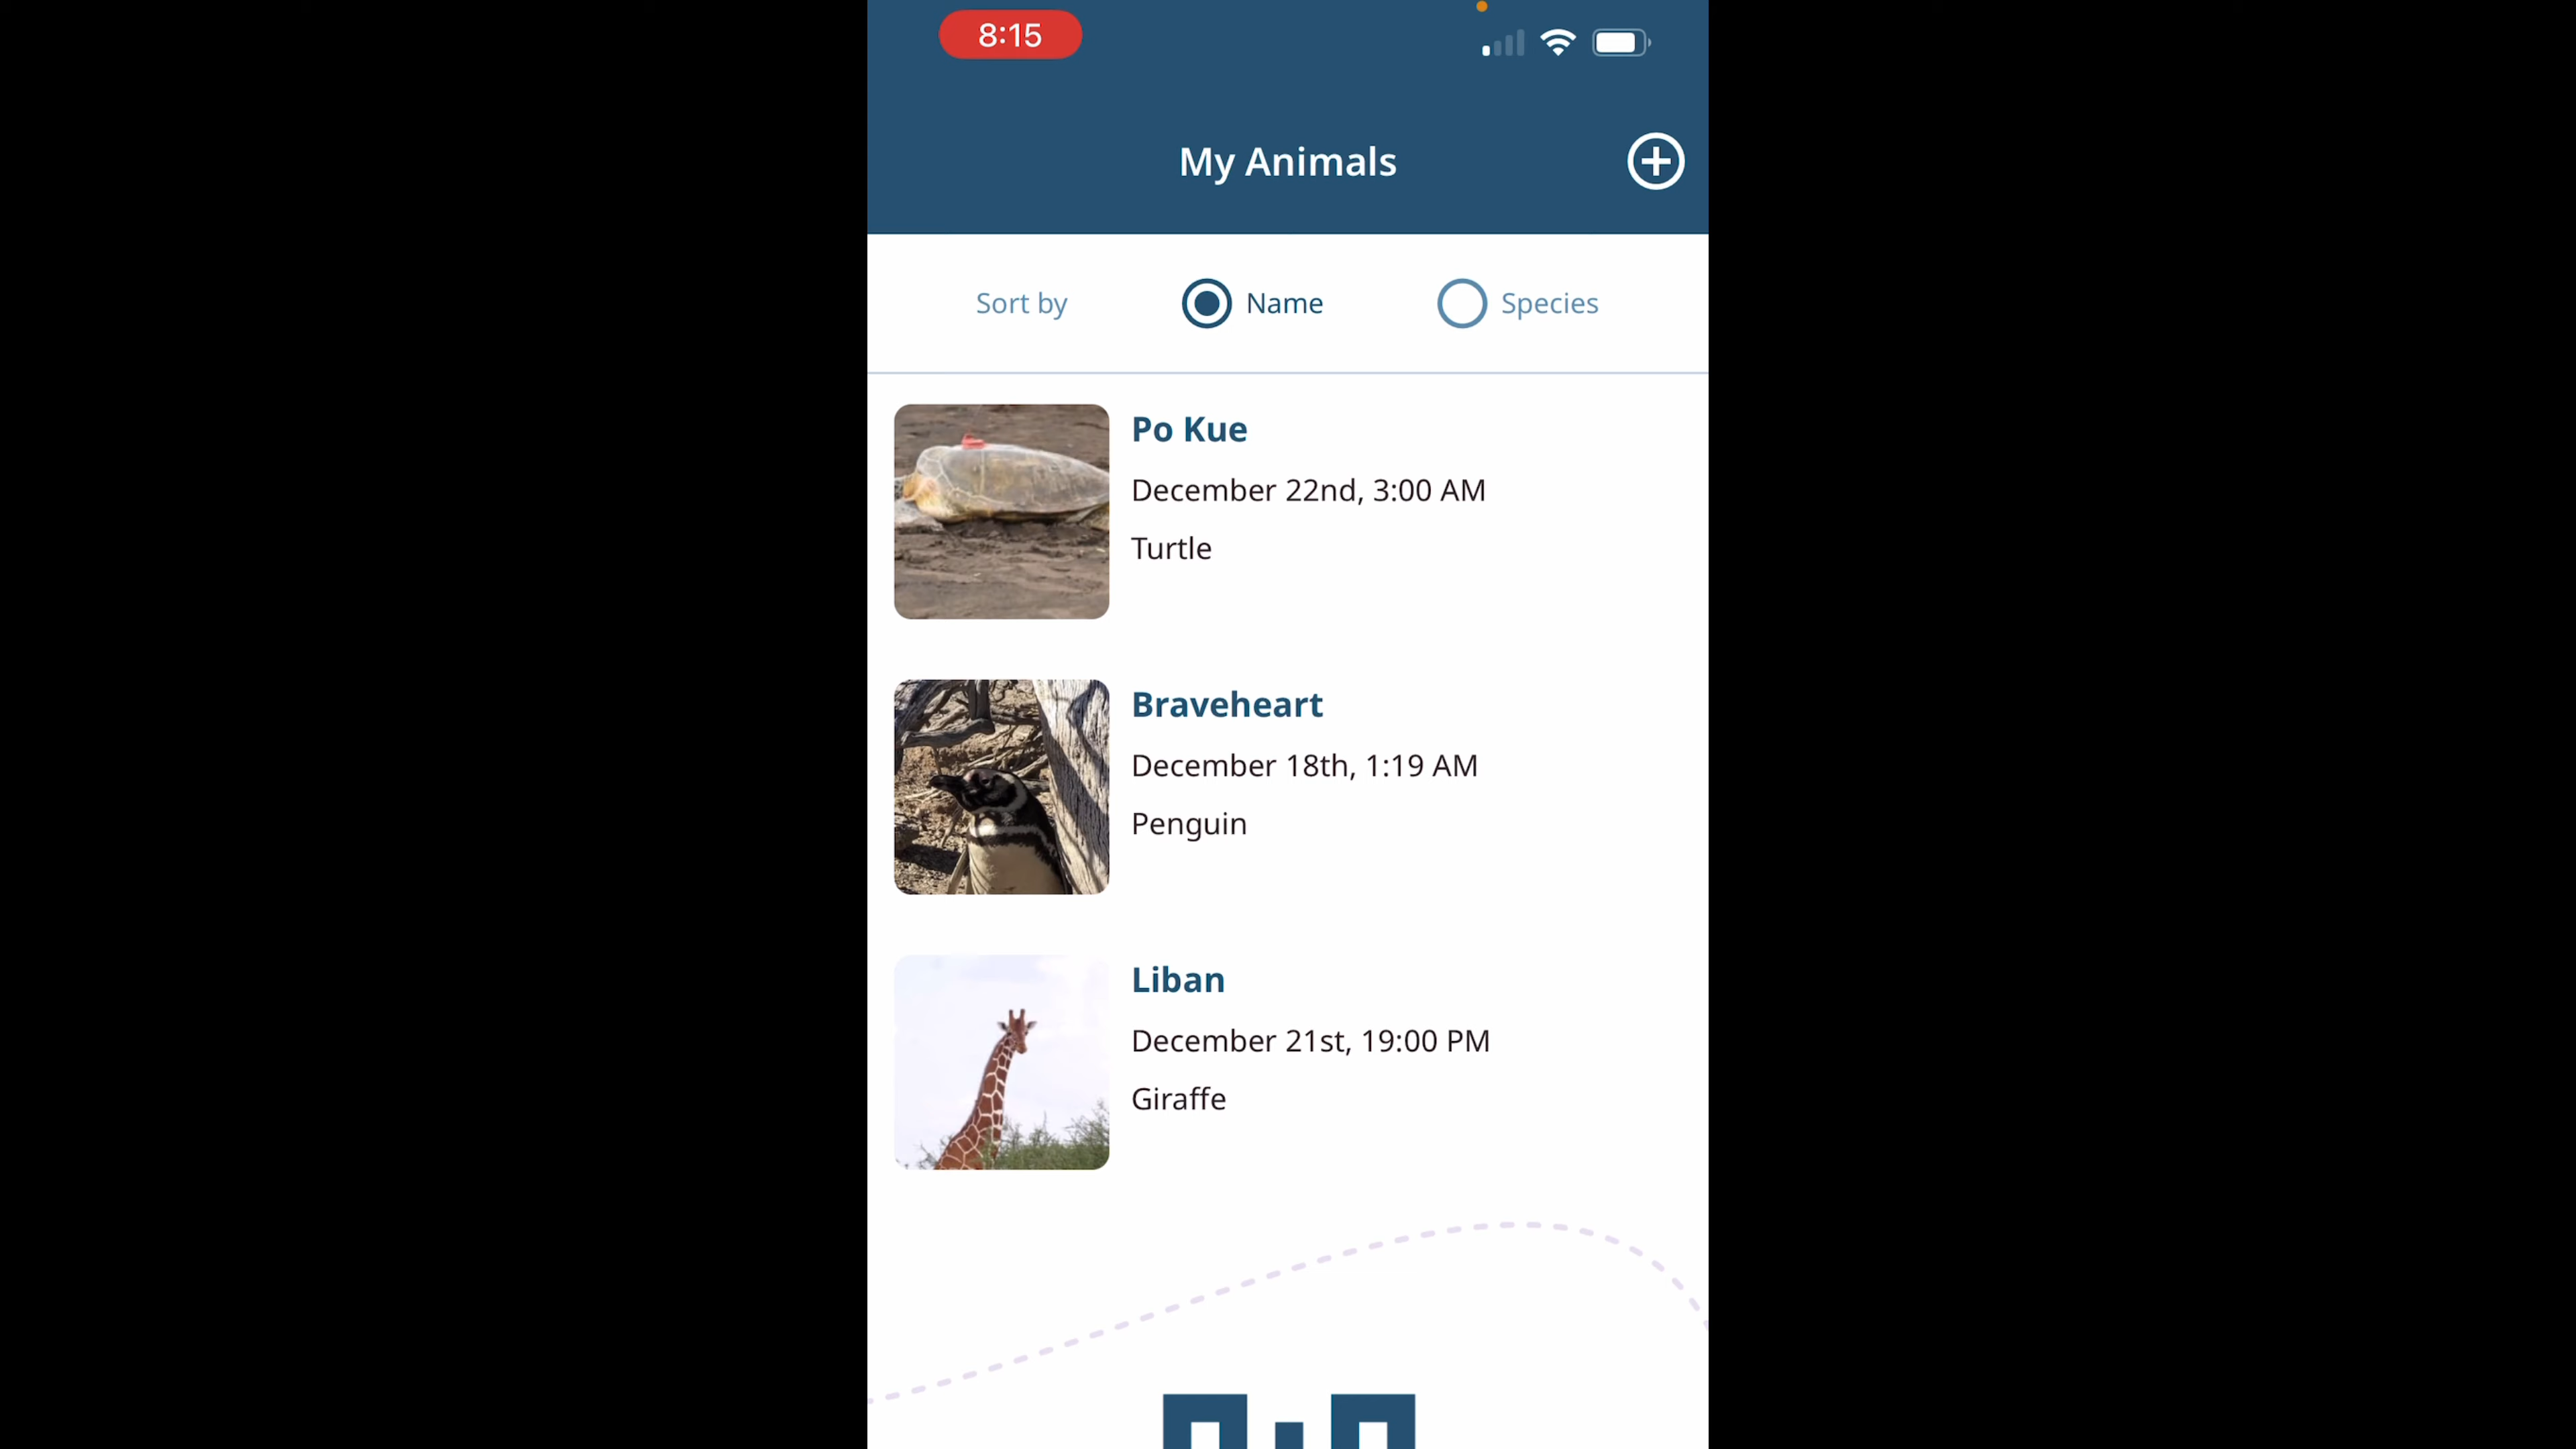 8:15
My Animals
Sort by Name Species
Po Kue
December 22nd, 3:00 AM
Turtle
Braveheart
December 18th, 1:19 AM
Penguin
Liban
December 21st, 19:00 PM
Giraffe